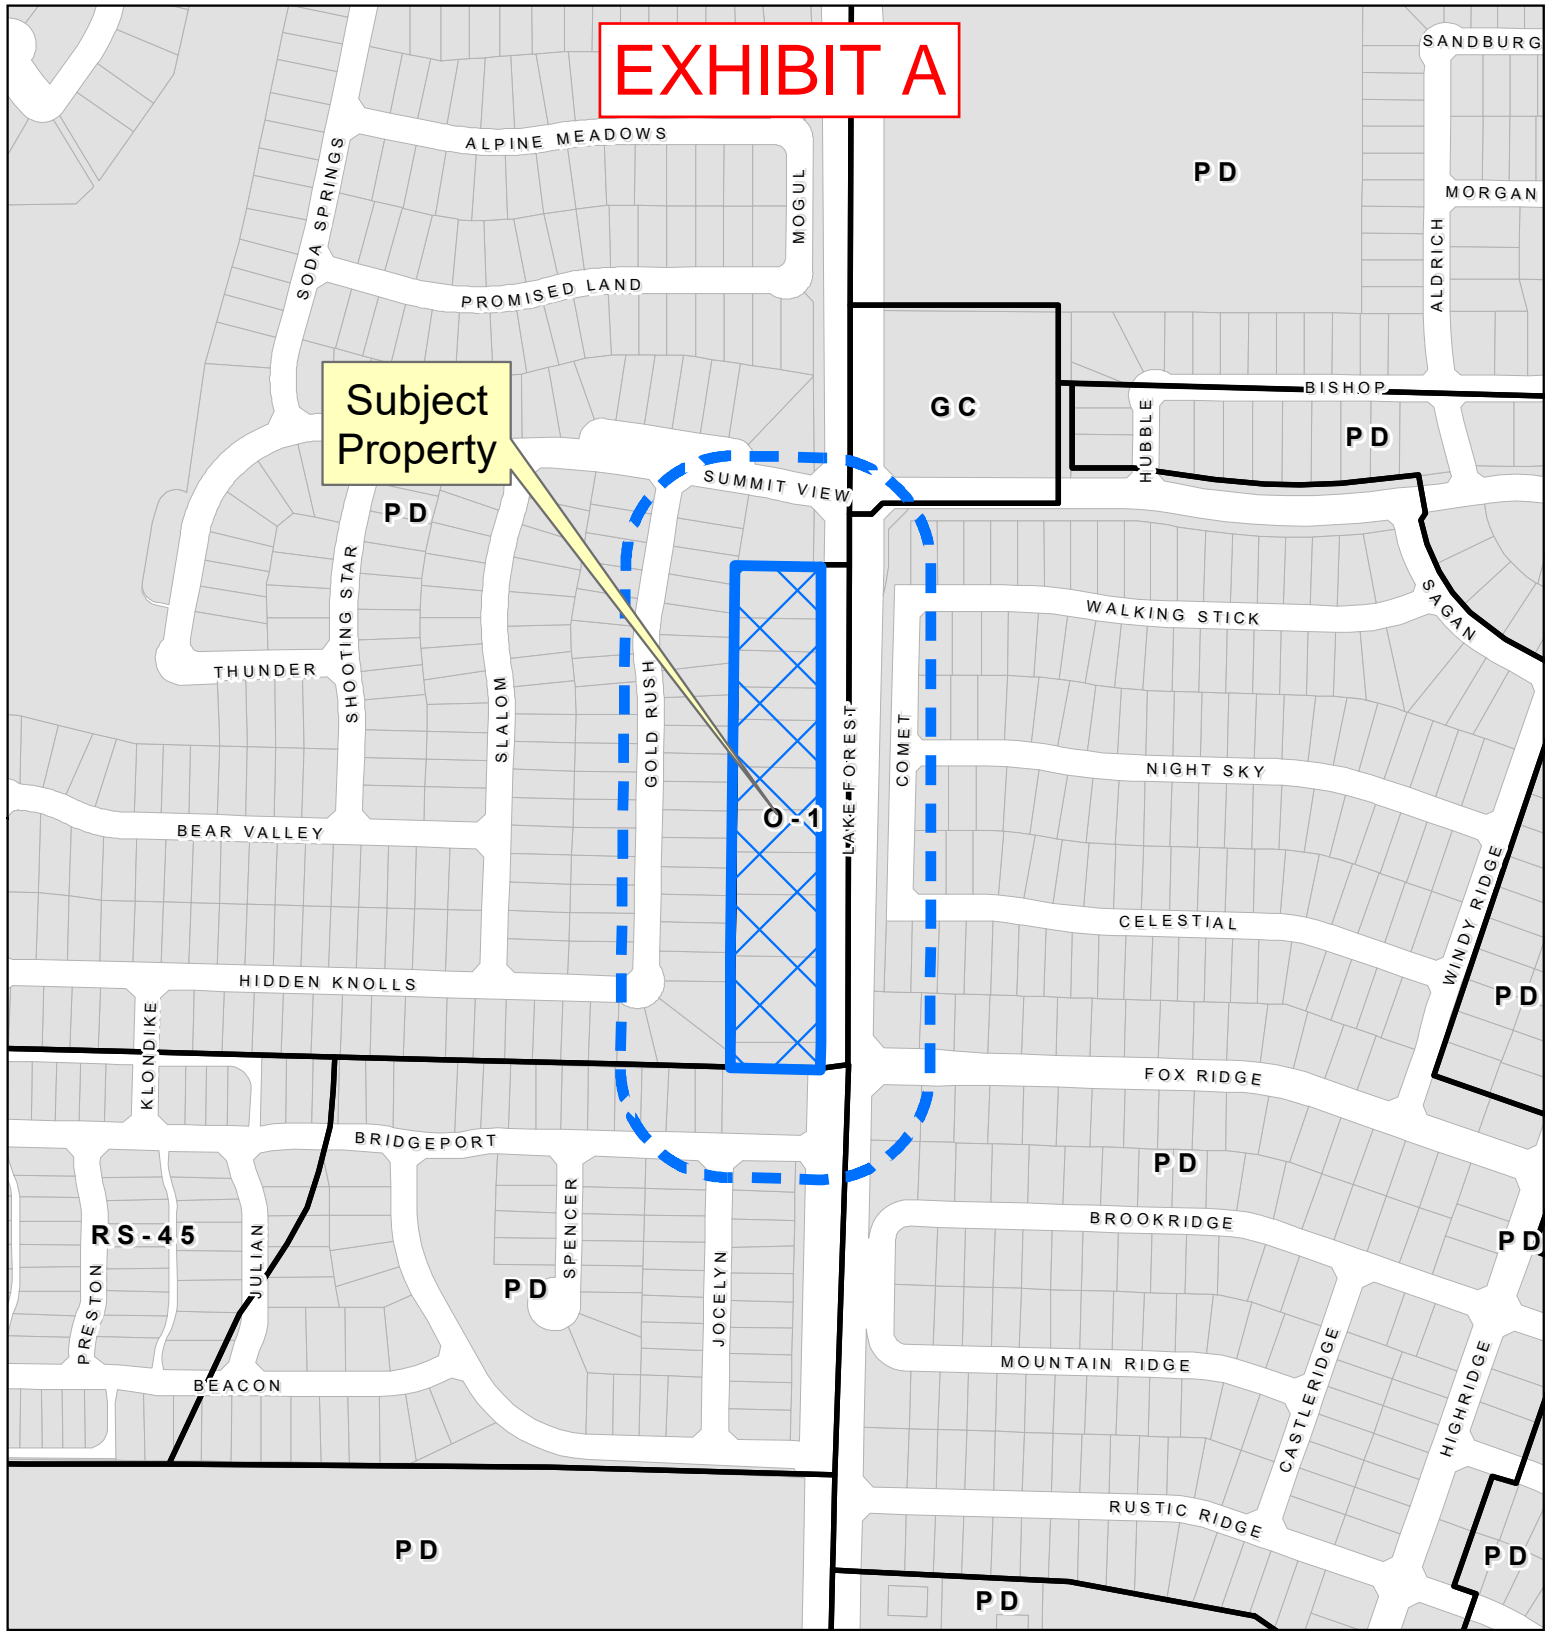 EXHIBIT A
SANDBURG
ALPINE MEADOWS
SODA SPRINGS
MOGUL
PD
MORGAN
ALDRICH
PROMISED LAND
Subject
Property
GC
BISHOP
HUBBLE
PD
SUMMIT VIEW
PD
SHOOTING STAR
WALKING STICK
SAGAN
THUNDER
SLALOM
GOLD RUSH
LAKE FOREST
COMET
NIGHT SKY
O-1
BEAR VALLEY
WINDY RIDGE
CELESTIAL
HIDDEN KNOLLS
PD
KLONDIKE
FOX RIDGE
BRIDGEPORT
PD
RS-45
JULIAN
SPENCER
BROOKRIDGE
PD
PRESTON
PD
JOCELYN
MOUNTAIN RIDGE
CASTLERIDGE
HIGHRIDGE
BEACON
RUSTIC RIDGE
PD
PD
PD